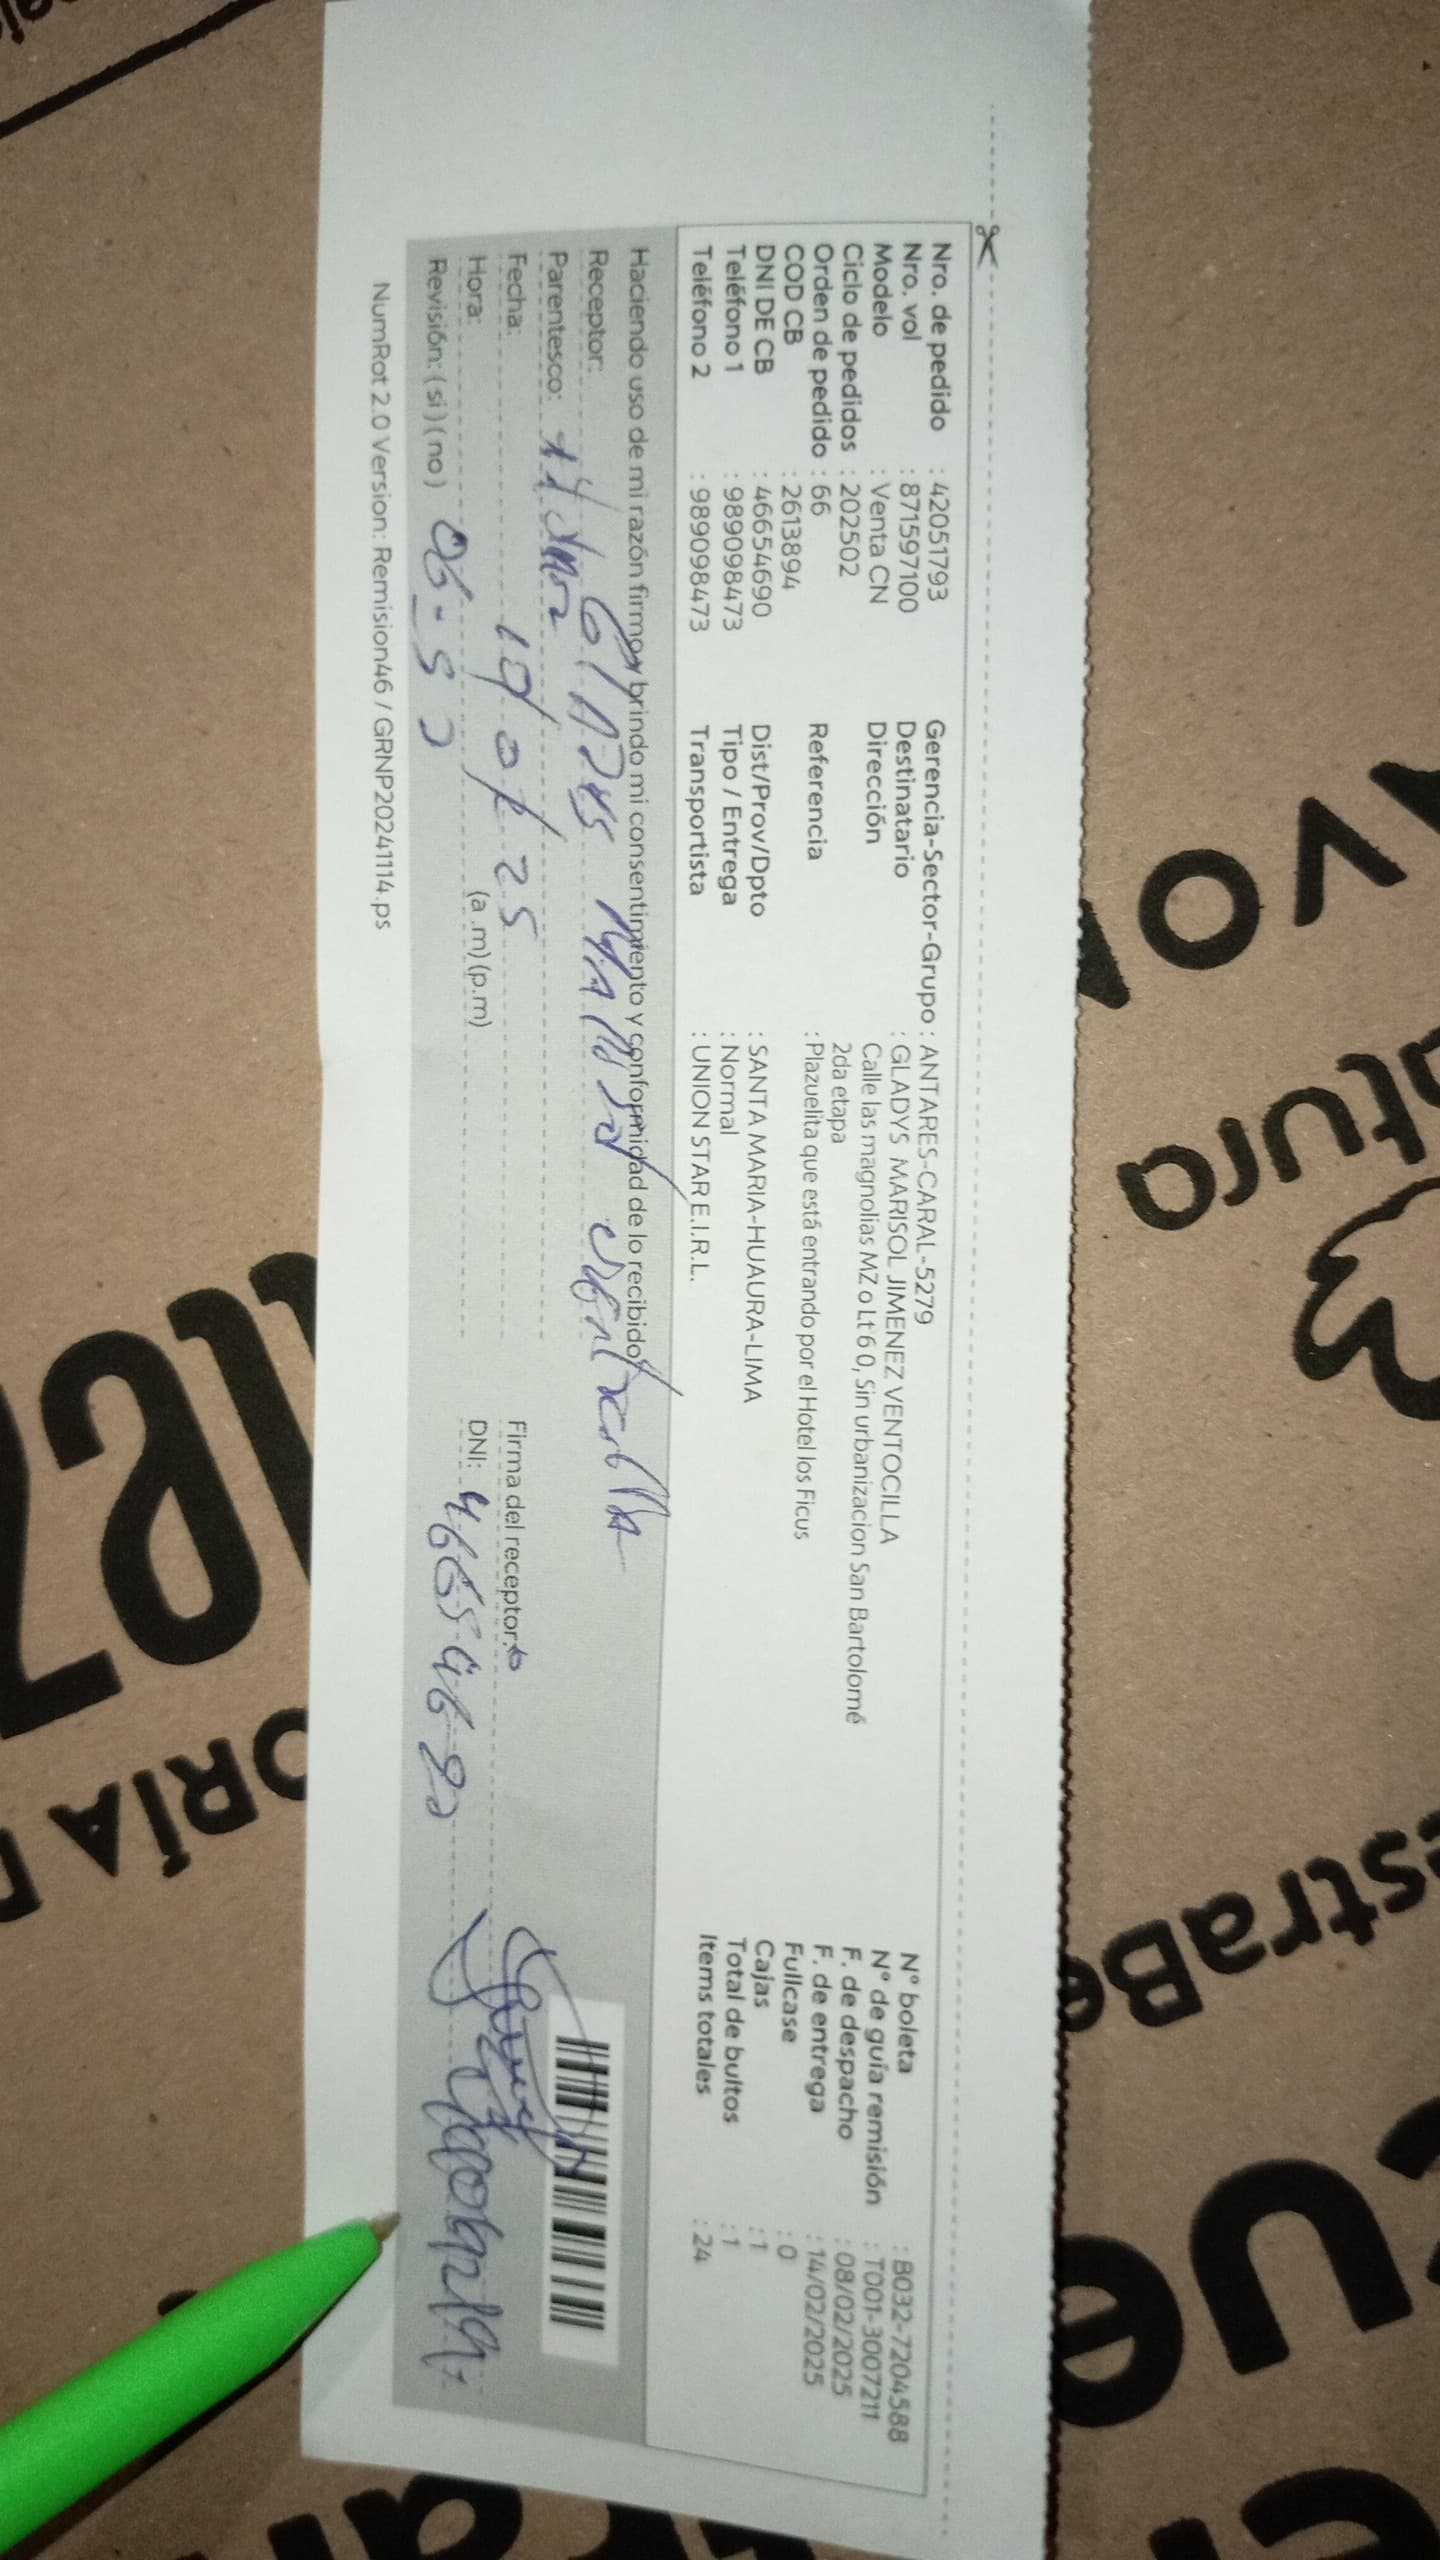 Nro. de pedido : 42051793
Nro. vol : 871597100
Modelo : Venta CN
Ciclo de pedidos : 202502
Orden de pedido : 66
COD CB : 2613894
DNI DE CB : 46654690
Teléfono 1 : 989098473
Teléfono 2 : 989098473
Gerencia-Sector-Grupo : ANTARES-CARAL-5279
Destinatario : GLADYS MARISOL JIMENEZ VENTOCILLA
Dirección Calle las magnolias MZ o Lt 6 0, Sin urbanizacion San Bartolomé
2da etapa
Referencia : Plazuelita que está entrando por el Hotel los Ficus
Dist/Prov/Dpto : SANTA MARIA-HUAURA-LIMA
Tipo / Entrega : Normal
Transportista : UNION STAR E.I.R.L.
N° boleta : B032-7204588
N° de guía remisión : T001-3007211
F. de despacho : 08/02/2025
F. de entrega : 14/02/2025
Fullcase : 0
Cajas : 1
Total de bultos : 1
Items totales : 24
Haciendo uso de mi razón firmo y brindo mi consentimiento y conformidad de lo recibido
Receptor:
Parentesco:
Fecha:
Hora: (a.m) (p.m)
Revisión: ( si ) ( no )
Firma del receptor:
DNI: 46654690
NumRot 2.0 Version: Remision46 / GRNP20241114.ps